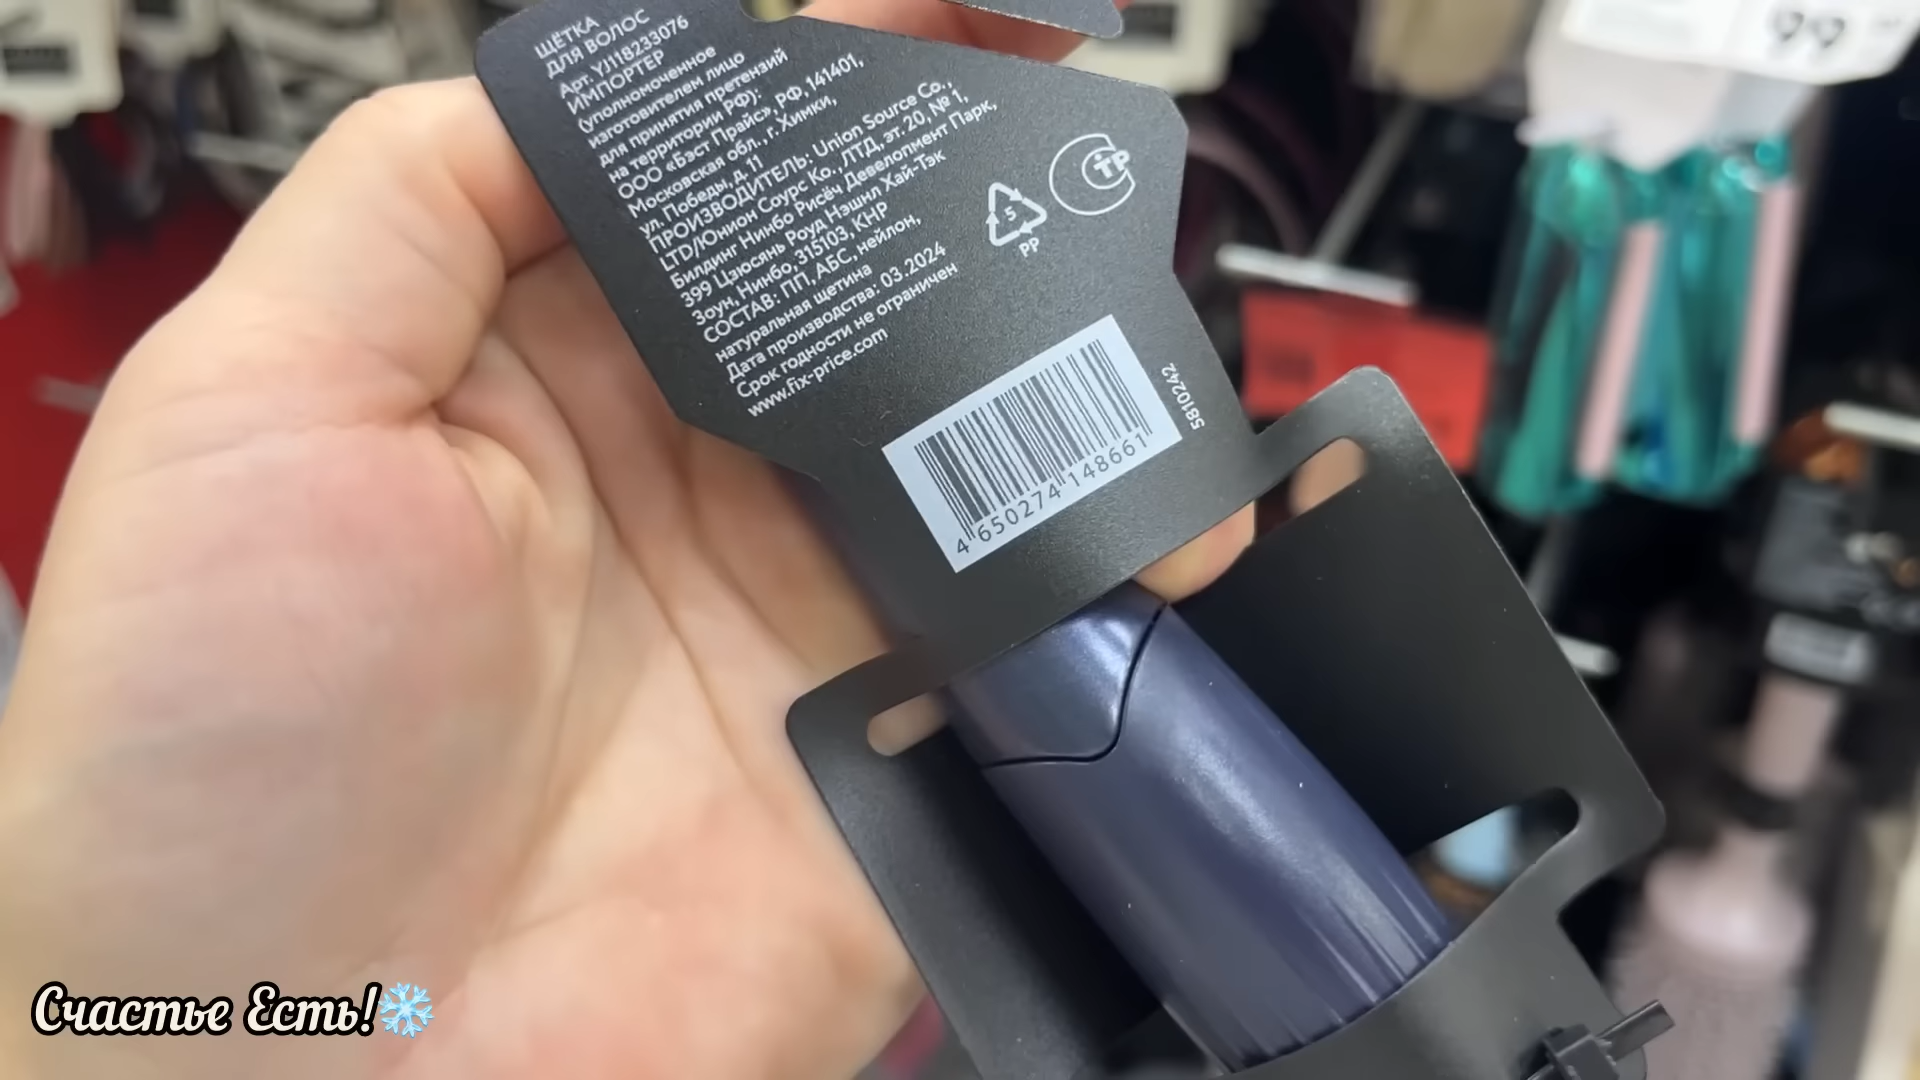 ЩЁТКА
ДЛЯ ВОЛОС
Арт. YJ118233076
ИМПОРТЕР
(уполномоченное
изготовителем лицо
для принятия претензий
на территории РФ):
ООО «Бэст Прайс», РФ, 141401,
Московская обл., г. Химки,
ул. Победы, д. 11
ПРОИЗВОДИТЕЛЬ: Union Source Co.,
LTD/Юнион Соурс Ко., ЛТД, эт. 20, № 1,
Билдинг Нинбо Рисёч Девелопмент Парк,
399 Цзюсянь Роуд Нэшнл Хай-Тэк
Зоун, Нинбо, 315103, КНР
СОСТАВ: ПП, АБС, нейлон,
натуральная щетина
Дата производства: 03.2024
Срок годности не ограничен
www.fix-price.com
СТР
5
PP
4 650274 148661
5810242
99
Счастье Есть!